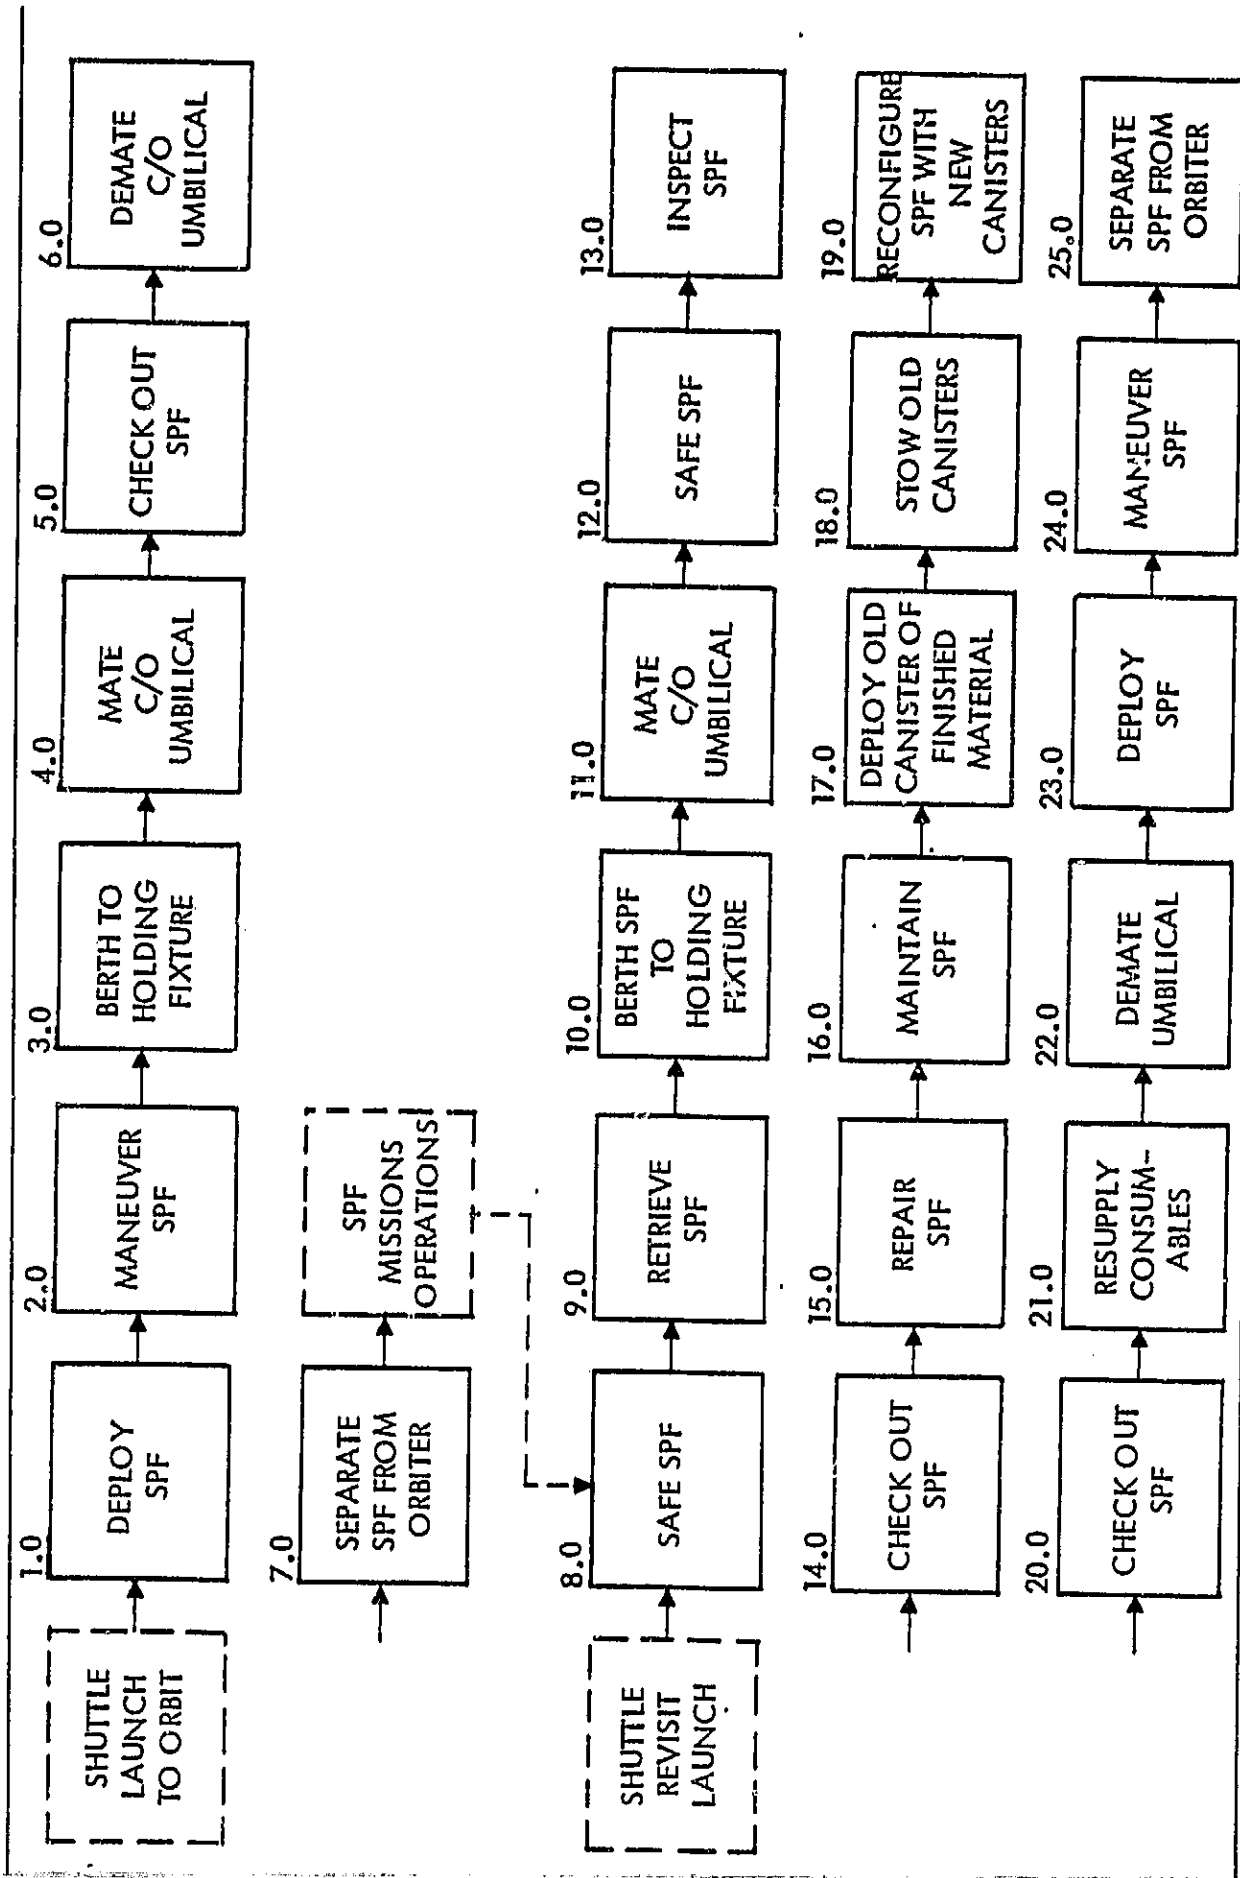 SHUTTLE
LAUNCH
TO ORBIT
1.0
DEPLOY
SPF
2.0
MANEUVER
SPF
3.0
BERTH TO
HOLDING
FIXTURE
4.0
MATE
C/O
UMBILICAL
5.0
CHECK OUT
SPF
6.0
DEMATE
C/O
UMBILICAL
7.0
SEPARATE
SPF FROM
ORBITER
SPF
MISSIONS
OPERATIONS
SHUTTLE
REVISIT
LAUNCH
8.0
SAFE SPF
9.0
RETRIEVE
SPF
10.0
BERTH SPF
TO
HOLDING
FIXTURE
11.0
MATE
C/O
UMBILICAL
12.0
SAFE SPF
13.0
INSPECT
SPF
14.0
CHECK OUT
SPF
15.0
REPAIR
SPF
16.0
MAINTAIN
SPF
17.0
DEPLOY OLD
CANISTER OF
FINISHED
MATERIAL
18.0
STOW OLD
CANISTERS
19.0
RECONFIGURE
SPF WITH
NEW
CANISTERS
20.0
CHECK OUT
SPF
21.0
RESUPPLY
CONSUM-
ABLES
22.0
DEMATE
UMBILICAL
23.0
DEPLOY
SPF
24.0
MANEUVER
SPF
25.0
SEPARATE
SPF FROM
ORBITER